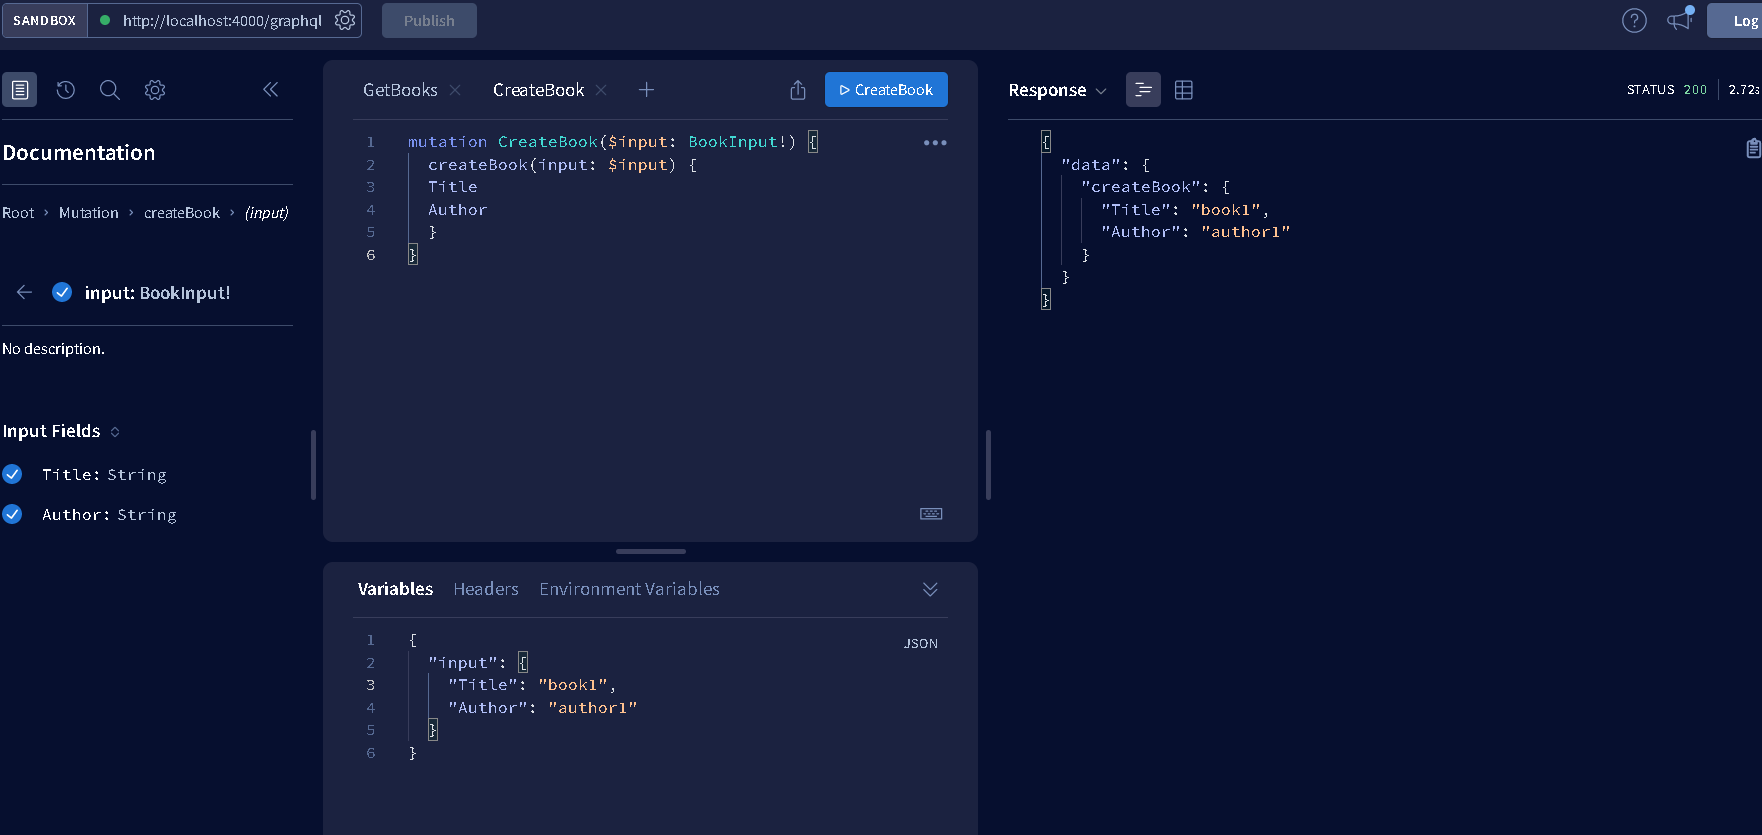 SANDBOX http://localhost:4000/graphql Publish ? Log
Documentation
Root > Mutation > createBook > (input)
input: BookInput!
No description.
Input Fields
Title: String
Author: String
GetBooks × CreateBook × + CreateBook
1 mutation CreateBook($input: BookInput!) {
2 createBook(input: $input) {
3 Title
4 Author
5 }
6 }
Variables Headers Environment Variables
JSON
1 {
2 "input": {
3 "Title": "book1",
4 "Author": "author1"
5 }
6 }
Response STATUS 200 2.72s
{
"data": {
"createBook": {
"Title": "book1",
"Author": "author1"
}
}
}